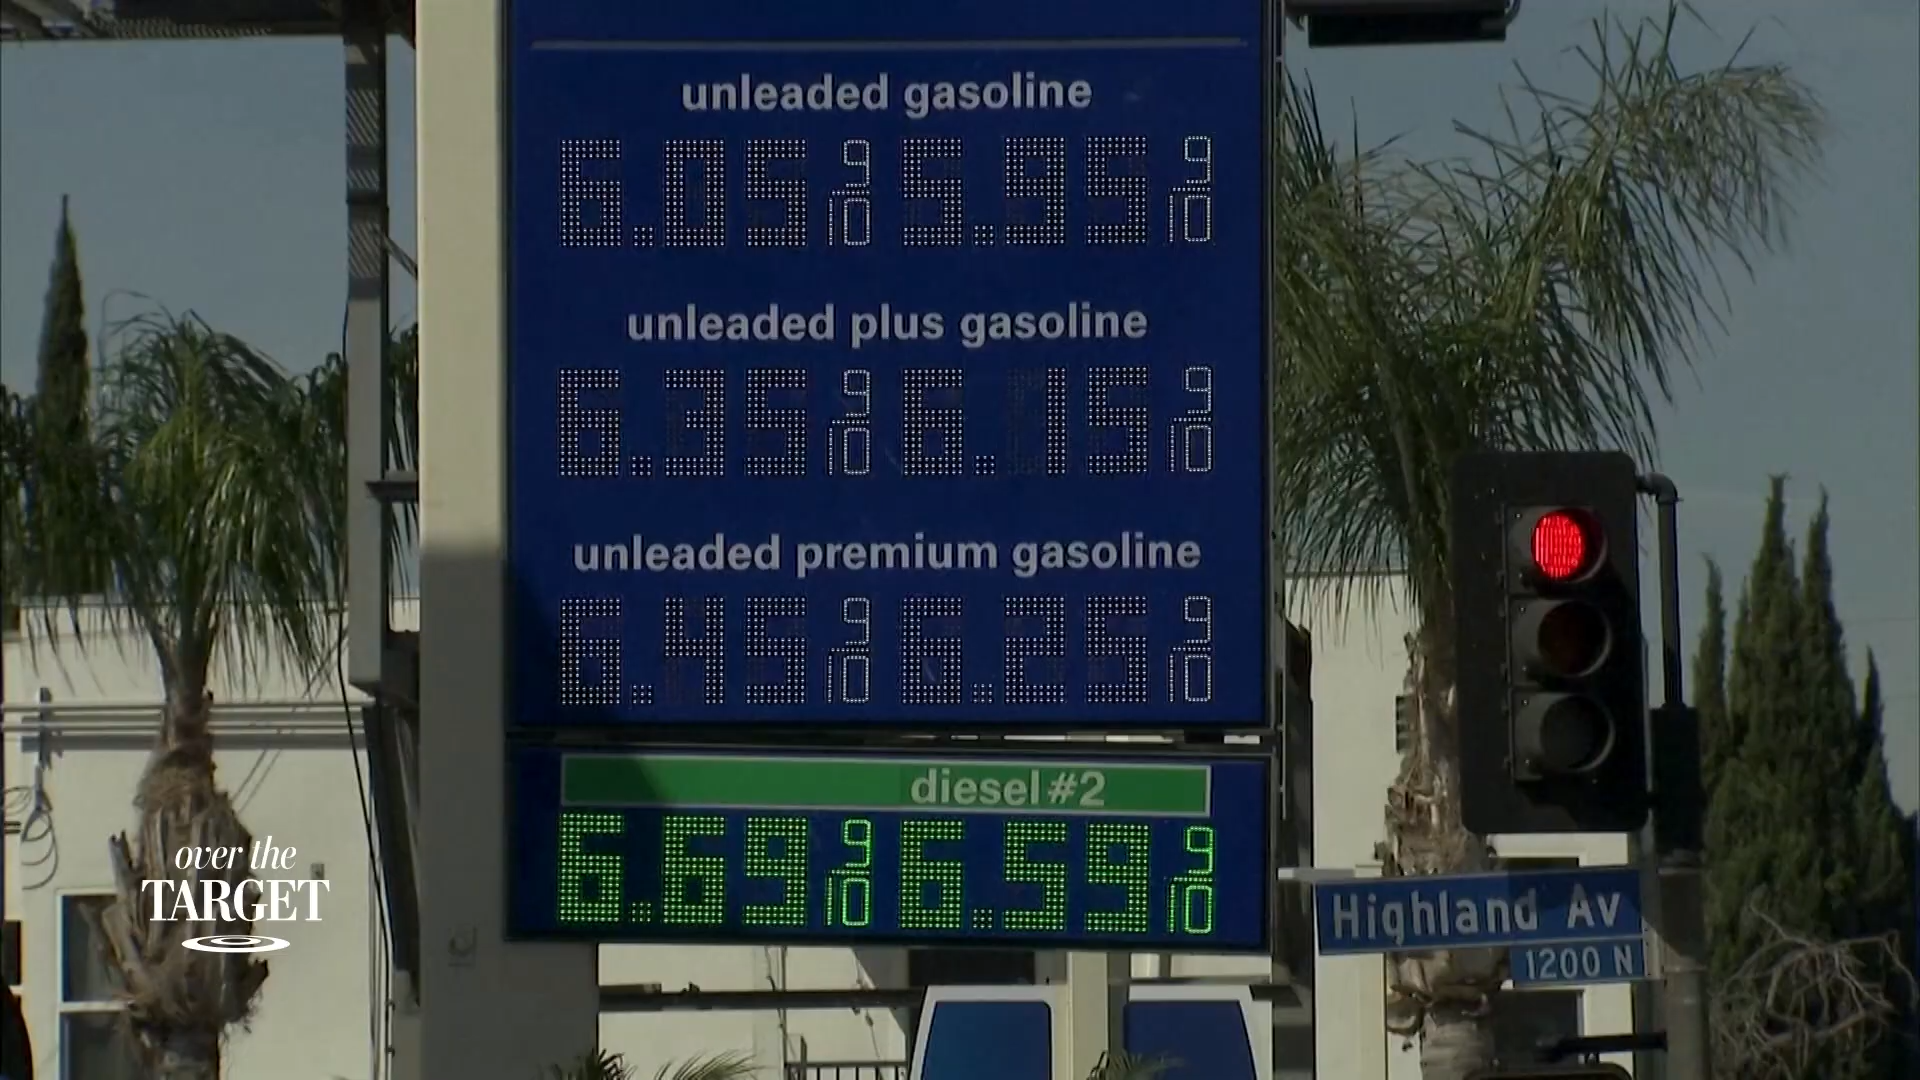 unleaded gasoline
6.05 9/10 5.95 9/10
unleaded plus gasoline
6.35 9/10 6.15 9/10
unleaded premium gasoline
6.45 9/10 6.25 9/10
diesel #2
6.69 9/10 6.59 9/10
Highland Av
1200 N
over the
TARGET